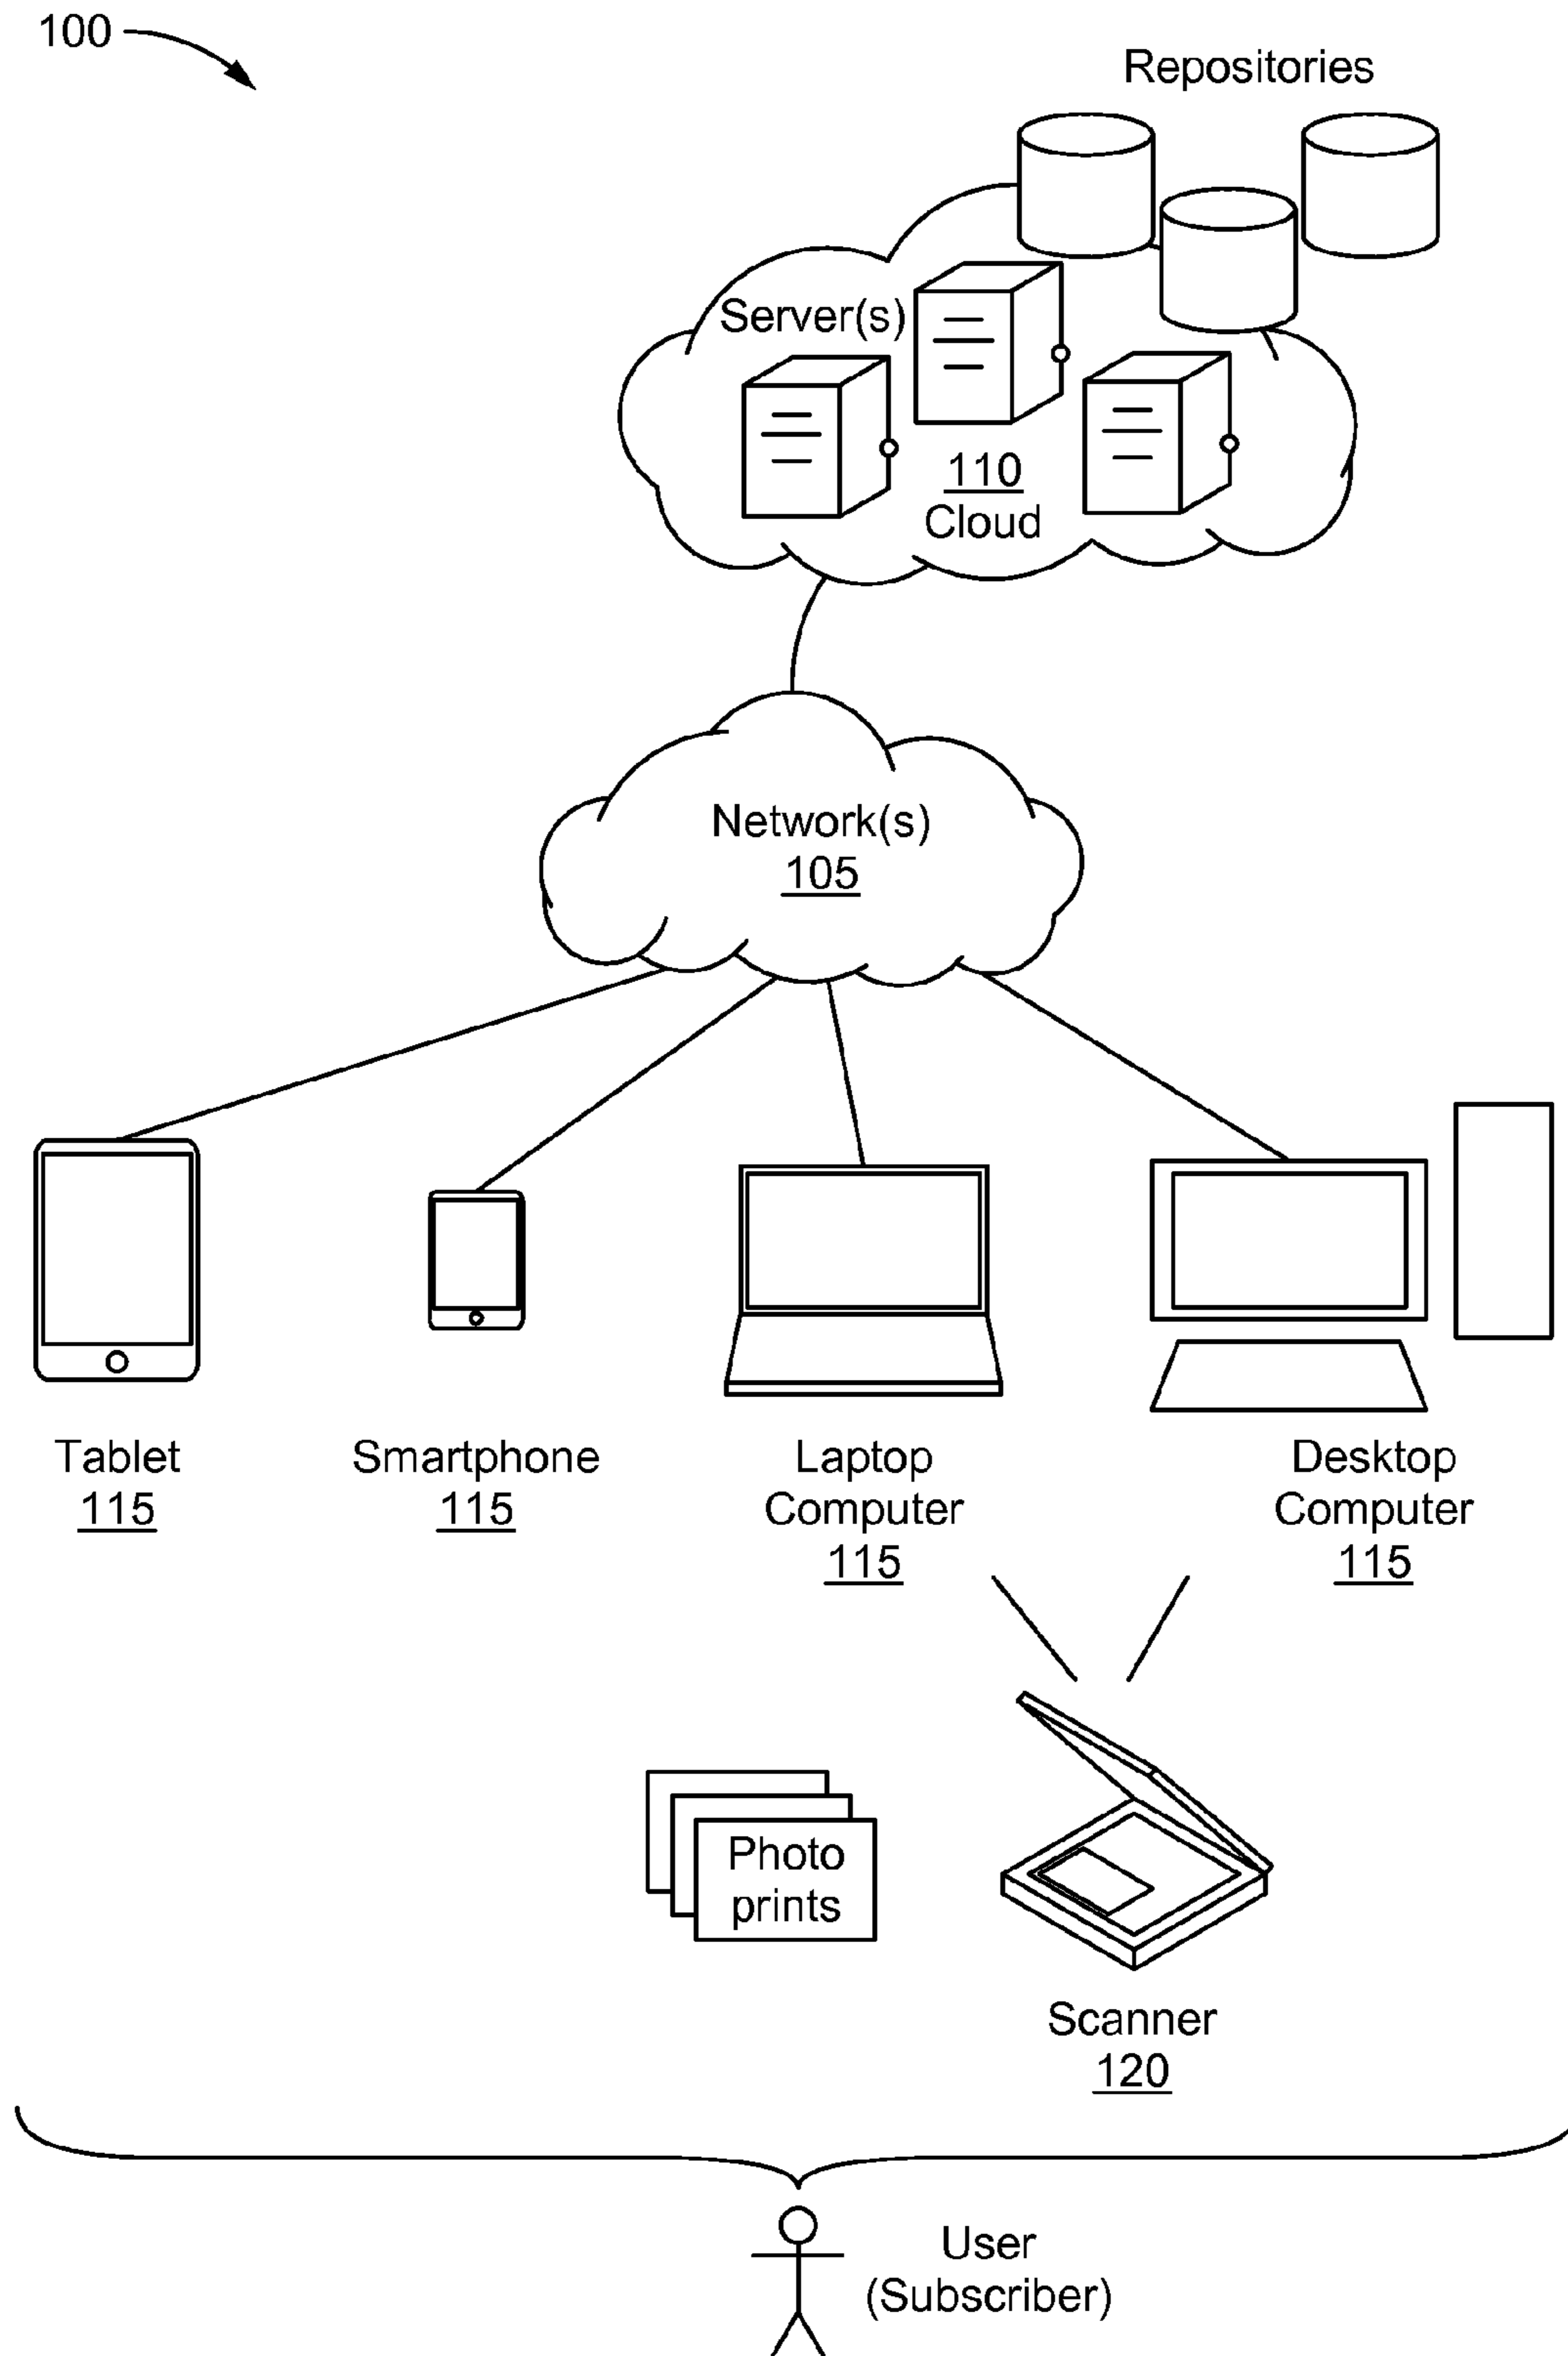 100
Repositories
Server(s)
110
Cloud
Network(s)
105
Tablet
115
Smartphone
115
Laptop
Computer
115
Desktop
Computer
115
Photo
prints
Scanner
120
User
(Subscriber)